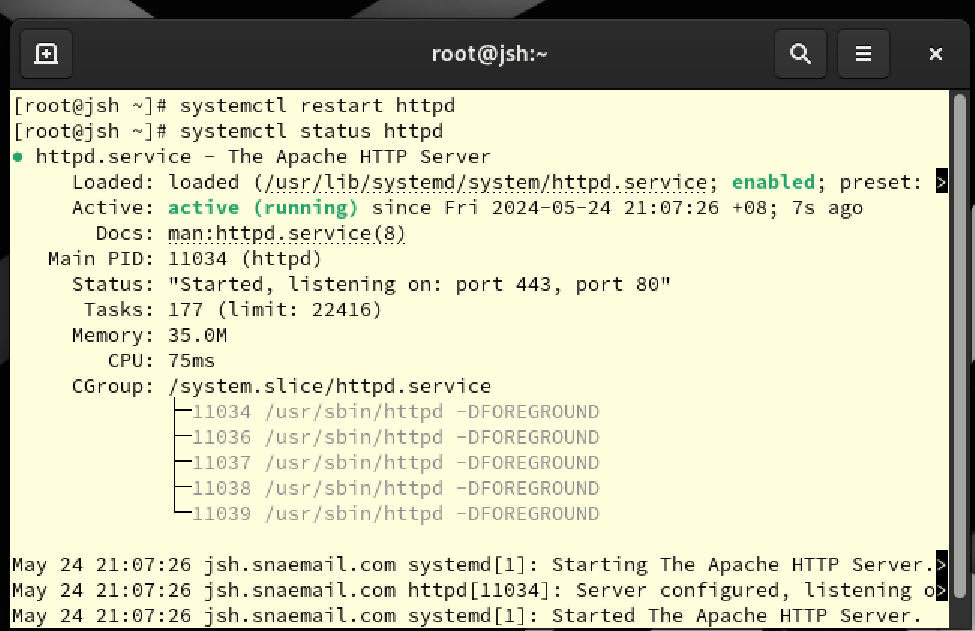 root@jsh:~
[root@jsh ~]# systemctl restart httpd
[root@jsh ~]# systemctl status httpd
● httpd.service - The Apache HTTP Server
     Loaded: loaded (/usr/lib/systemd/system/httpd.service; enabled; preset: >
     Active: active (running) since Fri 2024-05-24 21:07:26 +08; 7s ago
       Docs: man:httpd.service(8)
   Main PID: 11034 (httpd)
     Status: "Started, listening on: port 443, port 80"
      Tasks: 177 (limit: 22416)
     Memory: 35.0M
        CPU: 75ms
     CGroup: /system.slice/httpd.service
             ├─11034 /usr/sbin/httpd -DFOREGROUND
             ├─11036 /usr/sbin/httpd -DFOREGROUND
             ├─11037 /usr/sbin/httpd -DFOREGROUND
             ├─11038 /usr/sbin/httpd -DFOREGROUND
             └─11039 /usr/sbin/httpd -DFOREGROUND
May 24 21:07:26 jsh.snaemail.com systemd[1]: Starting The Apache HTTP Server.>
May 24 21:07:26 jsh.snaemail.com httpd[11034]: Server configured, listening o>
May 24 21:07:26 jsh.snaemail.com systemd[1]: Started The Apache HTTP Server.